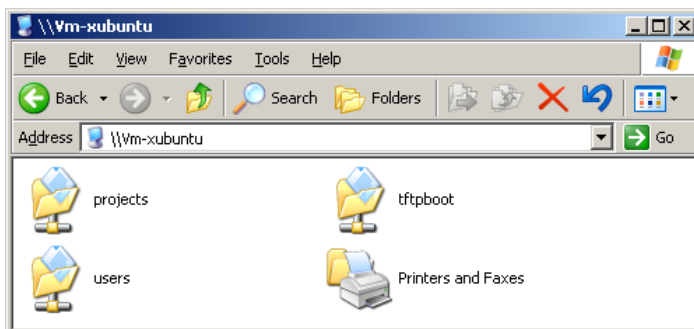 \\Vm-xubuntu
File Edit View Favorites Tools Help
Back Search Folders
Address \\Vm-xubuntu Go
projects tftpboot
users Printers and Faxes